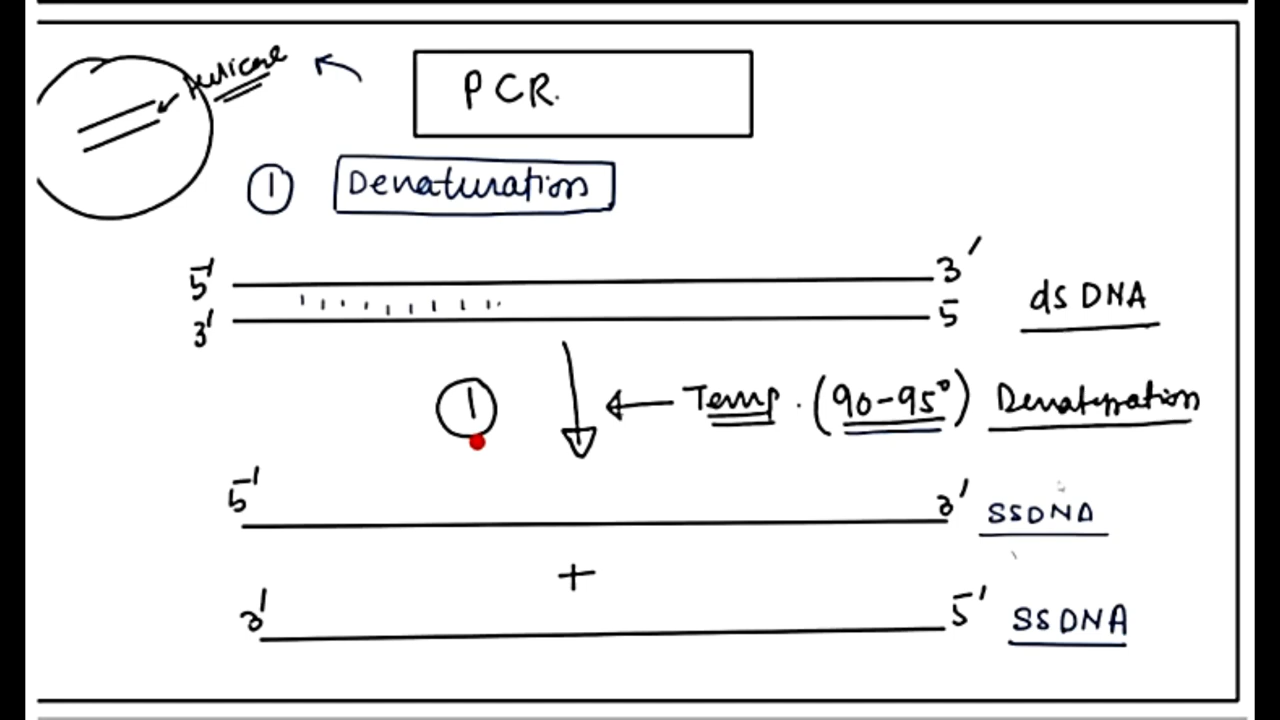 Helicase
PCR.
1 Denaturation
5' 3'
3' 5
ds DNA
1 Temp. (90-95°) Denaturation
5' 3' SSDNA
+
3' 5' SSDNA